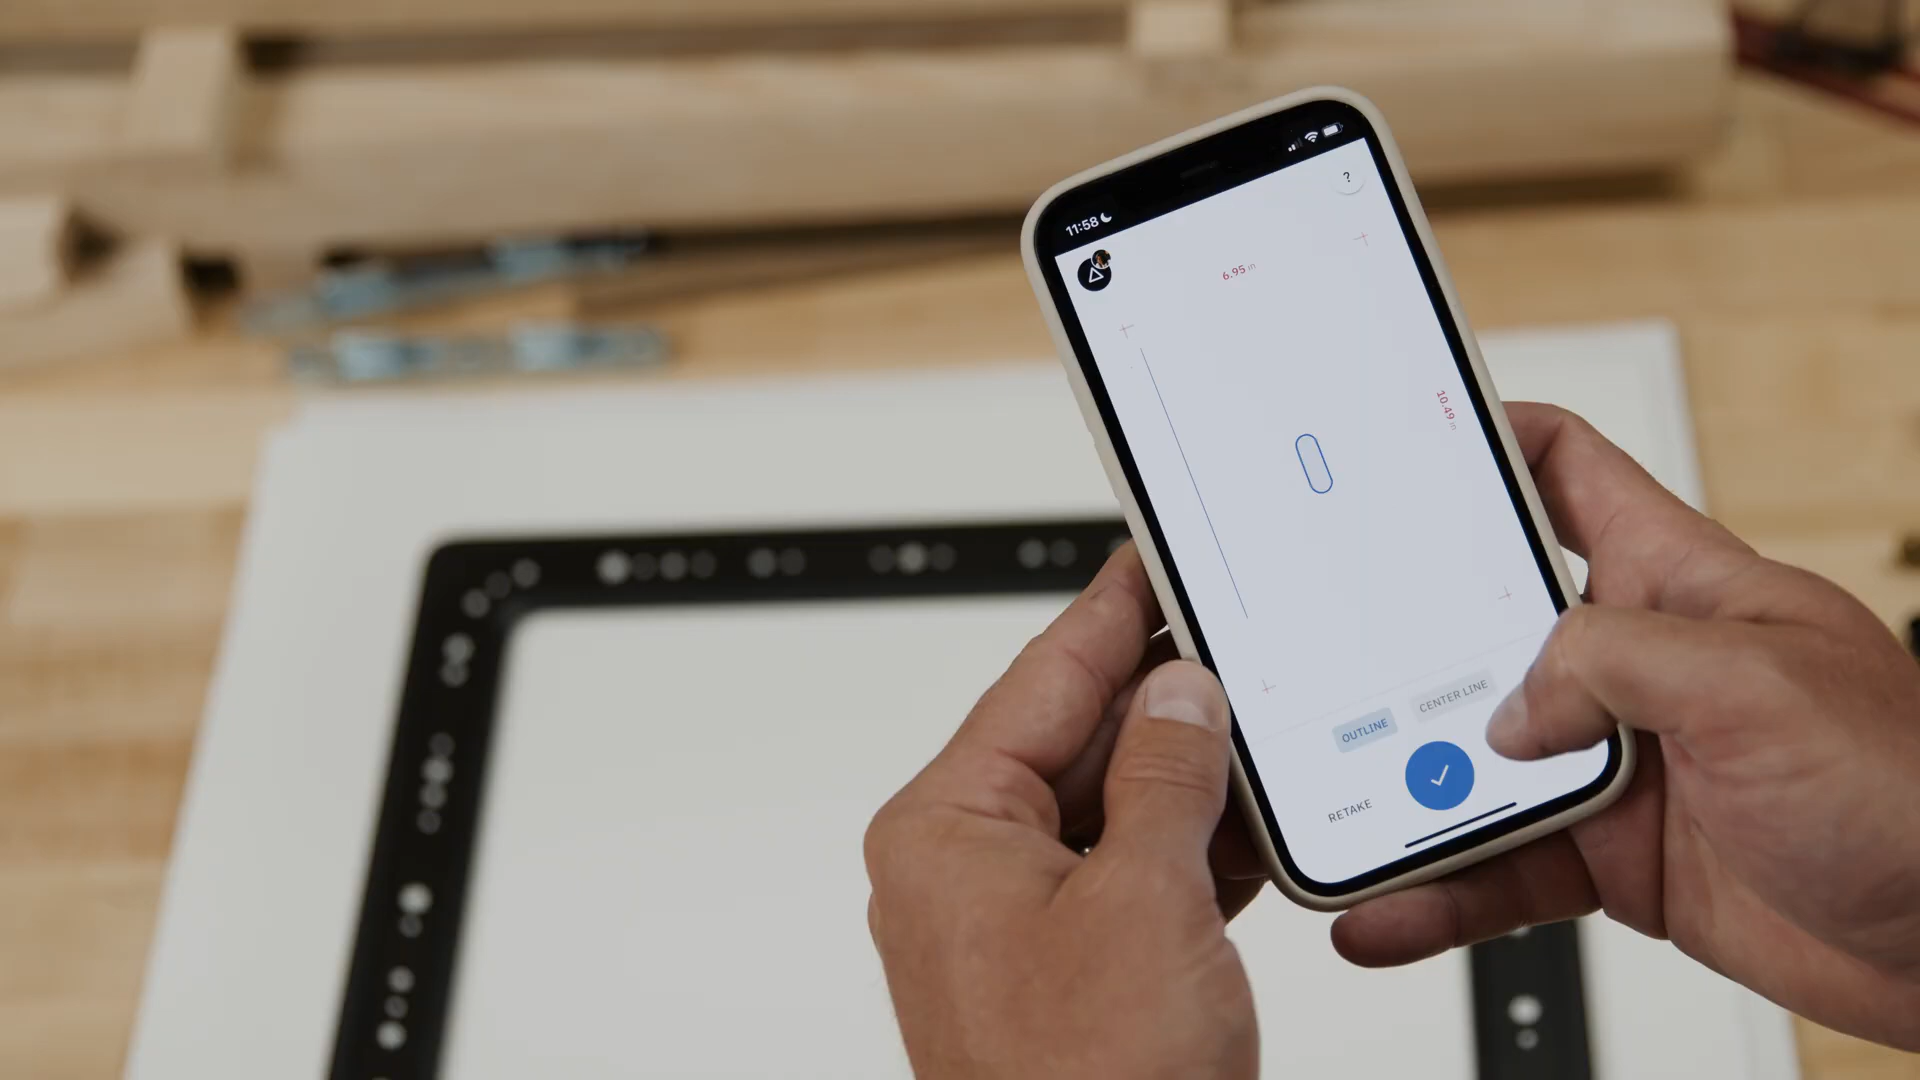 11:58
?
6.95 in
10.49 in
OUTLINE
CENTER LINE
RETAKE